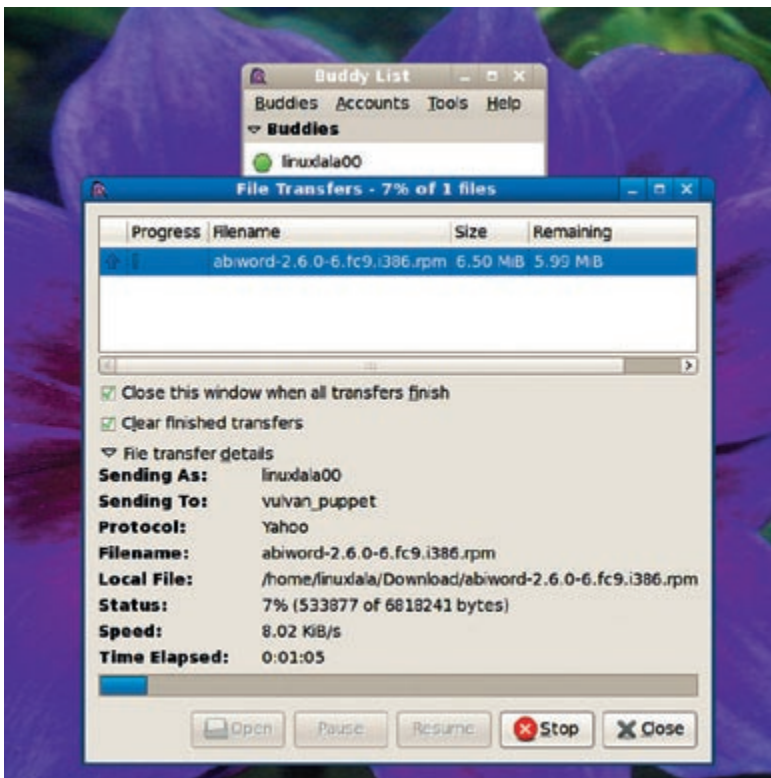 Buddy List
Buddies Accounts Tools Help
Buddies
linuxlala00
File Transfers - 7% of 1 files
Progress Filename Size Remaining
abiword-2.6.0-6.fc9.i386.rpm 6.50 MiB 5.99 MiB
Close this window when all transfers finish
Clear finished transfers
File transfer details
Sending As: linuxlala00
Sending To: vulvan_puppet
Protocol: Yahoo
Filename: abiword-2.6.0-6.fc9.i386.rpm
Local File: /home/linuxlala/Download/abiword-2.6.0-6.fc9.i386.rpm
Status: 7% (533877 of 6818241 bytes)
Speed: 8.02 KiB/s
Time Elapsed: 0:01:05
Open Pause Resume Stop Close